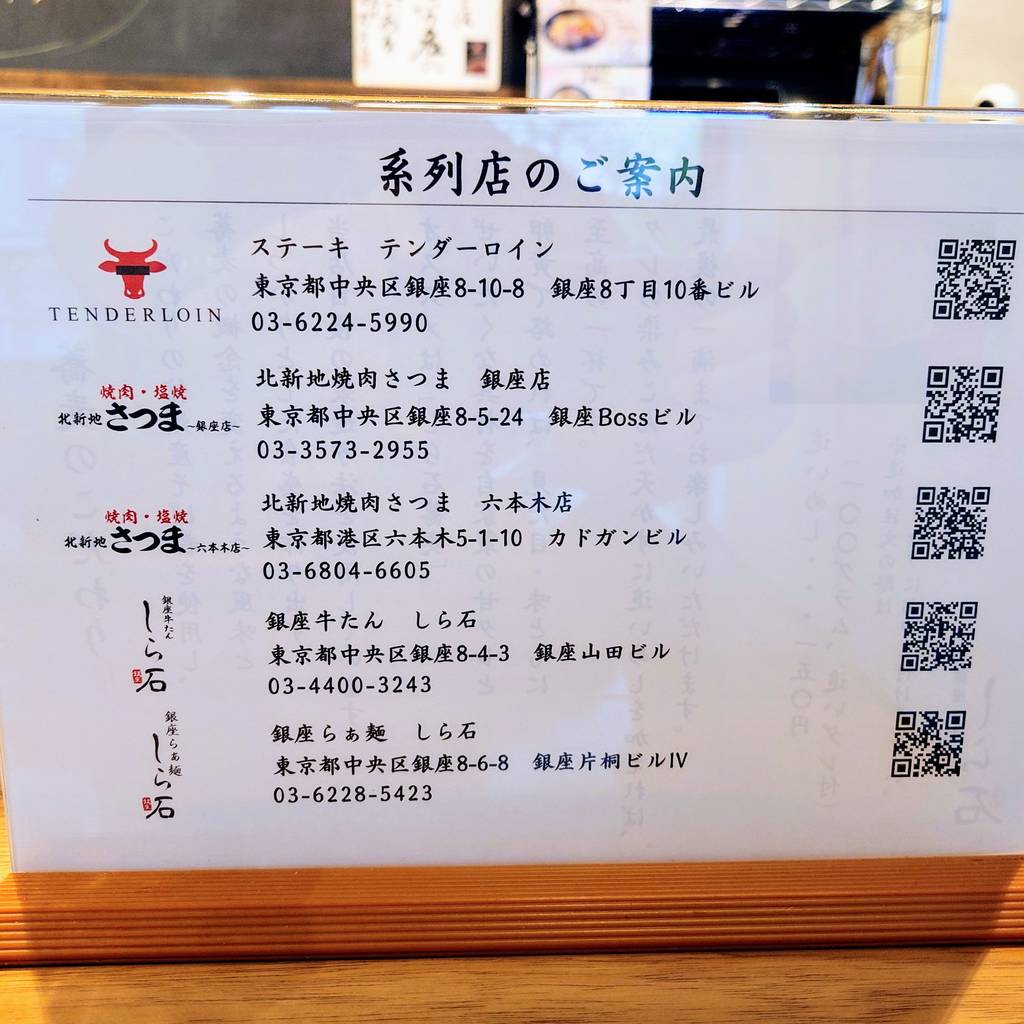 系列店のご案内
TENDERLOIN
ステーキ　テンダーロイン
東京都中央区銀座8-10-8　銀座8丁目10番ビル
03-6224-5990
焼肉・塩焼
北新地 さつま ~銀座店~
北新地焼肉さつま　銀座店
東京都中央区銀座8-5-24　銀座Bossビル
03-3573-2955
焼肉・塩焼
北新地 さつま ~六本木店~
北新地焼肉さつま　六本木店
東京都港区六本木5-1-10　カドガンビル
03-6804-6605
銀座牛たん
しら石
銀座牛たん　しら石
東京都中央区銀座8-4-3　銀座山田ビル
03-4400-3243
銀座らぁ麺
しら石
銀座らぁ麺　しら石
東京都中央区銀座8-6-8　銀座片桐ビルⅣ
03-6228-5423